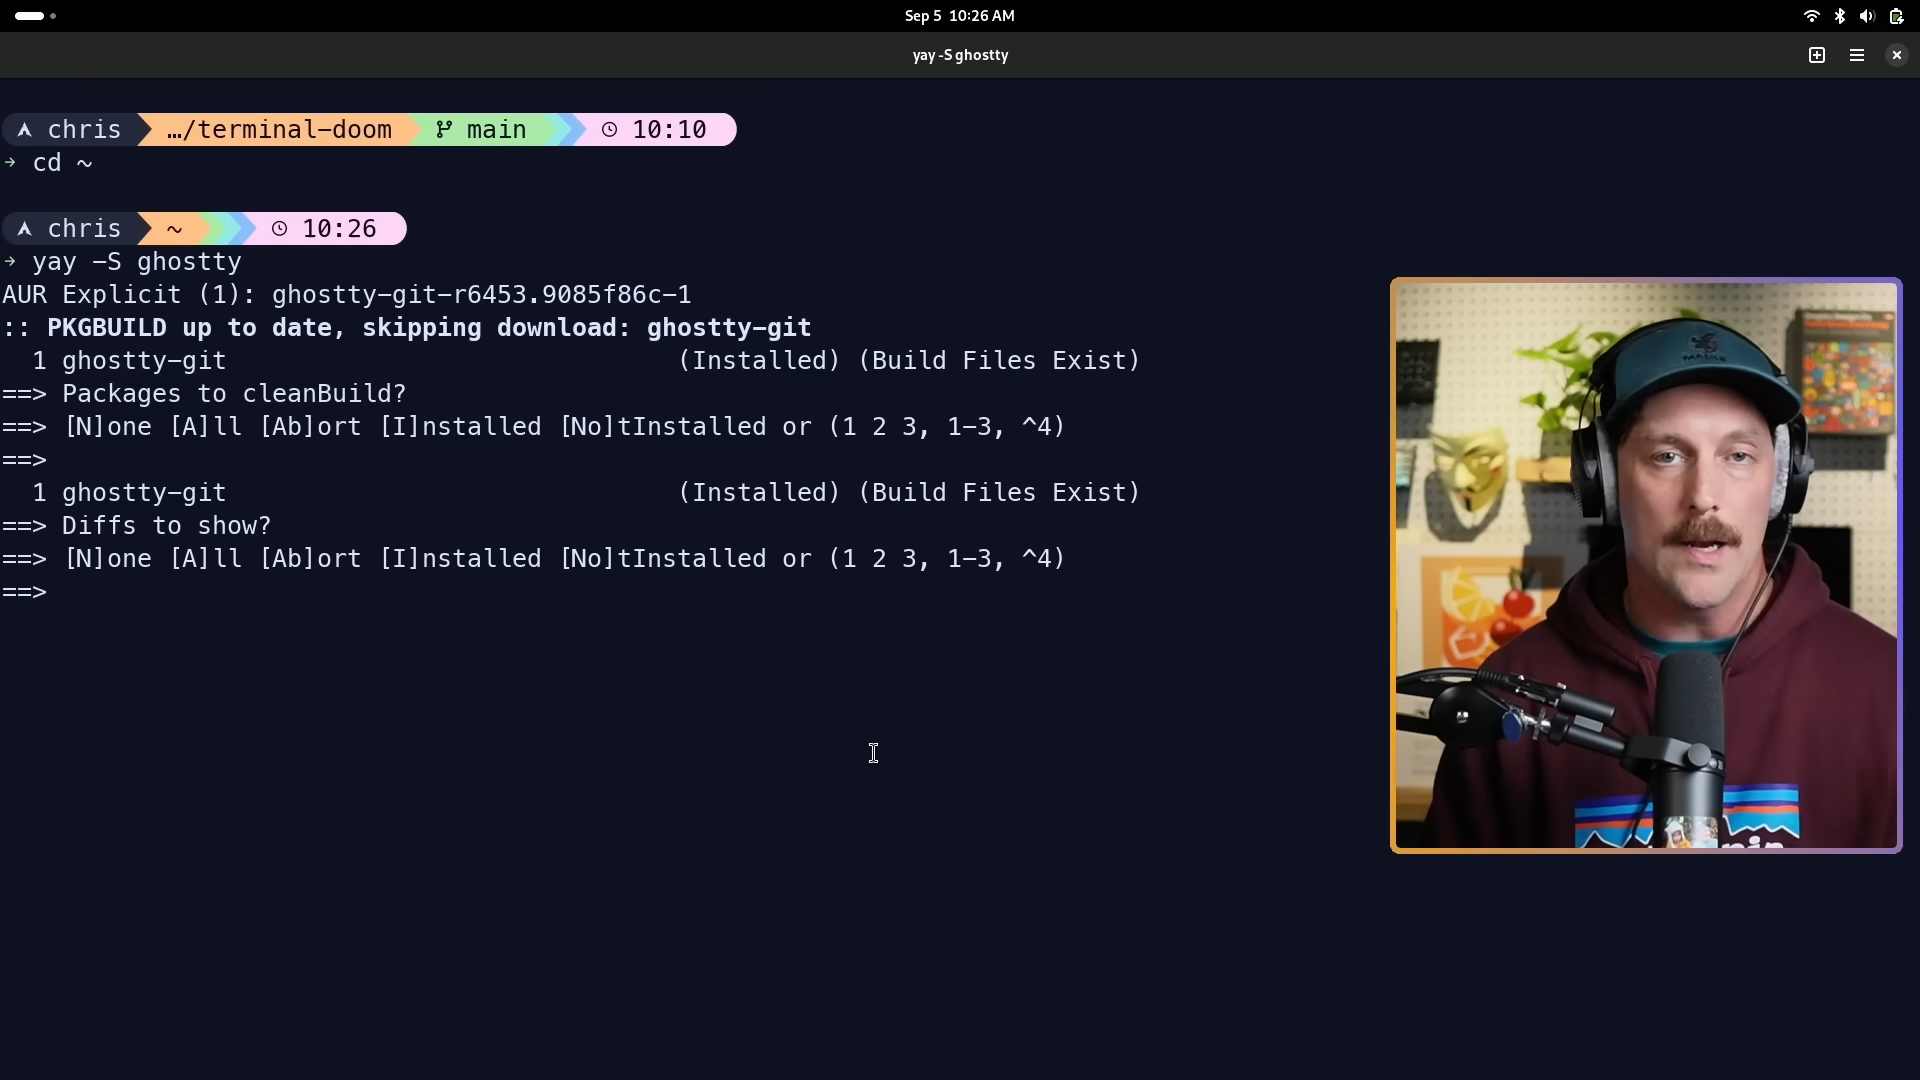 Sep 5 10:26 AM
yay -S ghostty
chris …/terminal-doom main 10:10
→ cd ~
chris ~ 10:26
→ yay -S ghostty
AUR Explicit (1): ghostty-git-r6453.9085f86c-1
:: PKGBUILD up to date, skipping download: ghostty-git
1 ghostty-git (Installed) (Build Files Exist)
==> Packages to cleanBuild?
==> [N]one [A]ll [Ab]ort [I]nstalled [No]tInstalled or (1 2 3, 1-3, ^4)
==>
1 ghostty-git (Installed) (Build Files Exist)
==> Diffs to show?
==> [N]one [A]ll [Ab]ort [I]nstalled [No]tInstalled or (1 2 3, 1-3, ^4)
==>
MAINE